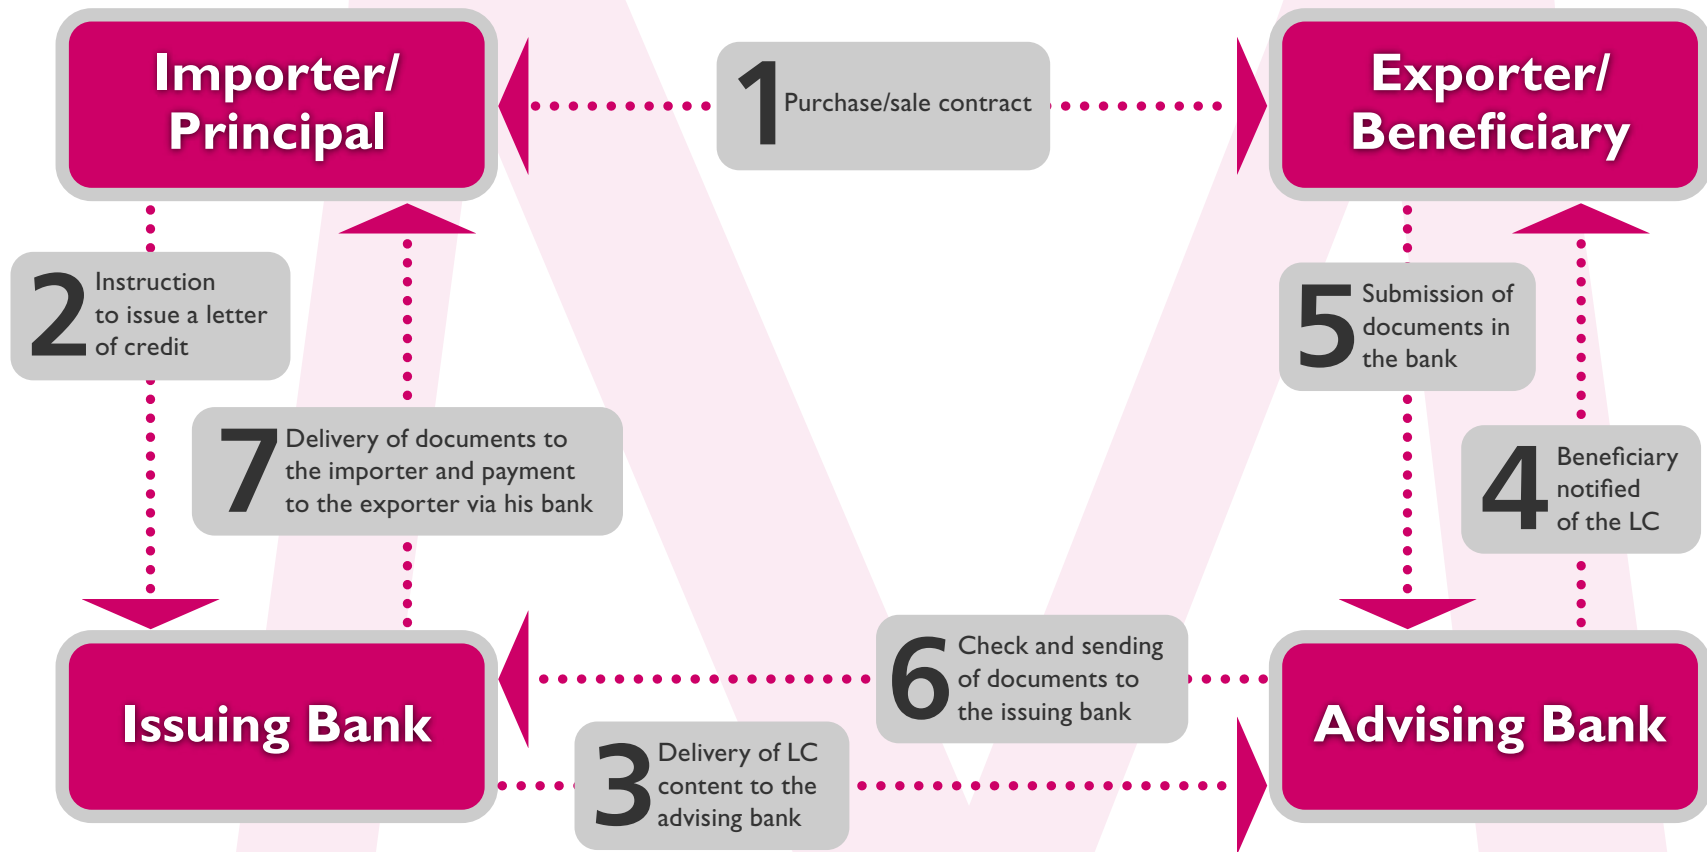 Importer/
Principal
1
Purchase/sale contract
Exporter/
Beneficiary
2
Instruction
to issue a letter
of credit
7
Delivery of documents to
the importer and payment
to the exporter via his bank
5
Submission of
documents in
the bank
4
Beneficiary
notified
of the LC
Issuing Bank
6
Check and sending
of documents to
the issuing bank
3
Delivery of LC
content to the
advising bank
Advising Bank